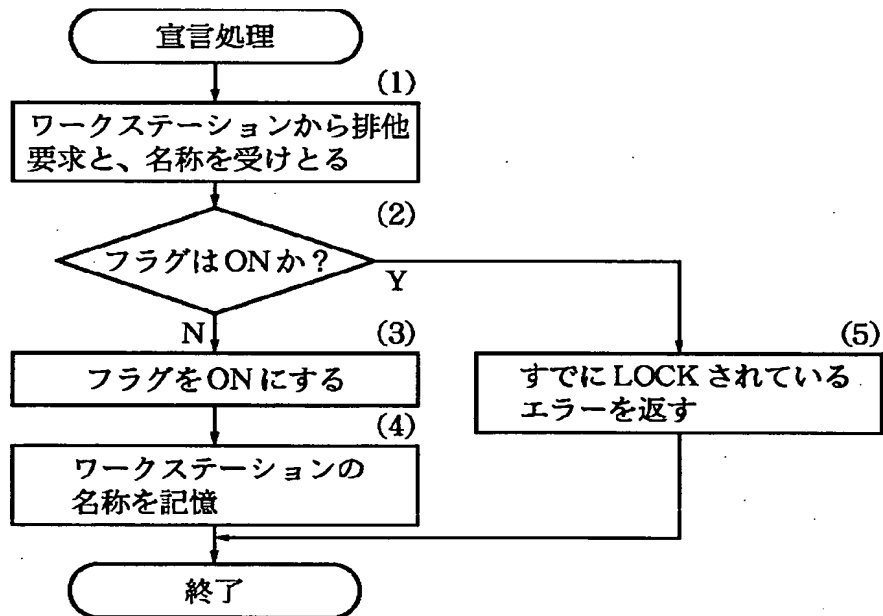 宣言処理
(1)
ワークステーションから排他
要求と、名称を受けとる
(2)
フラグはONか？
Y
N
(3)
フラグをONにする
(5)
すでにLOCKされている
エラーを返す
(4)
ワークステーションの
名称を記憶
終了